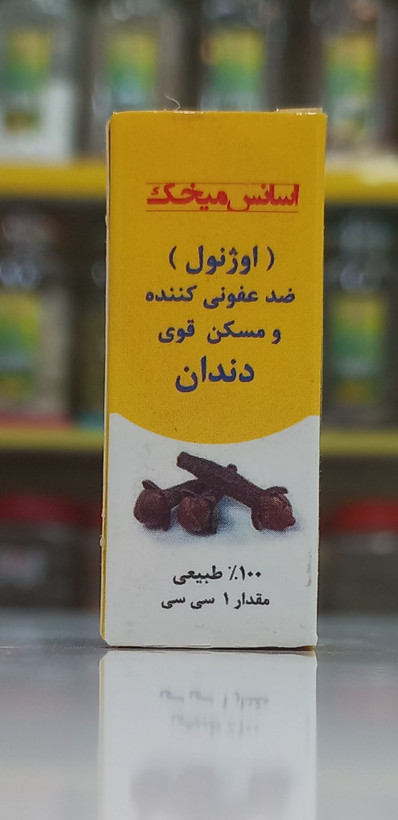 اسانس میخک
( اوژنول )
ضد عفونی کننده
و مسکن قوی
دندان
۱۰۰٪ طبیعی
مقدار ۱ سی سی